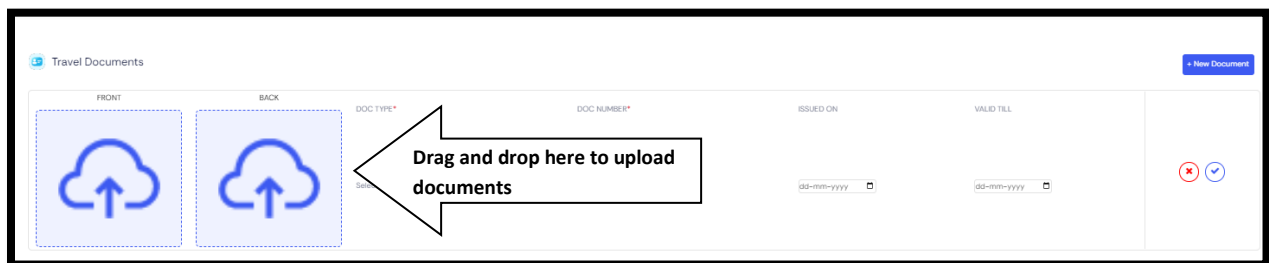 Travel Documents
+ New Document
FRONT
BACK
DOC TYPE*
DOC NUMBER*
ISSUED ON
VALID TILL
Drag and drop here to upload
documents
dd-mm-yyyy
dd-mm-yyyy